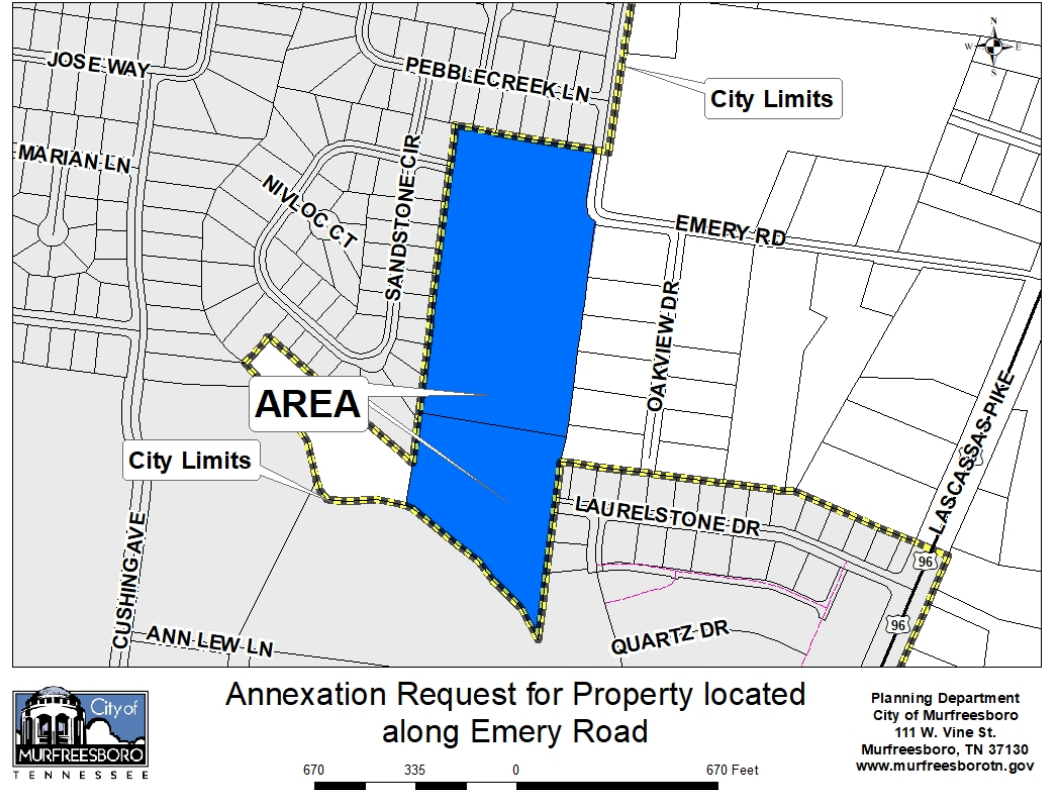 N
W E
S
JOSE WAY
PEBBLECREEK LN
City Limits
MARIAN LN
SANDSTONE CIR
NIVLOC CT
EMERY RD
OAKVIEW DR
AREA
LASCASSAS PIKE
City Limits
LAURELSTONE DR
CUSHING AVE
96
96
QUARTZ DR
ANN LEW LN
City of
MURFREESBORO
TENNESSEE
Annexation Request for Property located
along Emery Road
670 335 0 670 Feet
Planning Department
City of Murfreesboro
111 W. Vine St.
Murfreesboro, TN 37130
www.murfreesborotn.gov